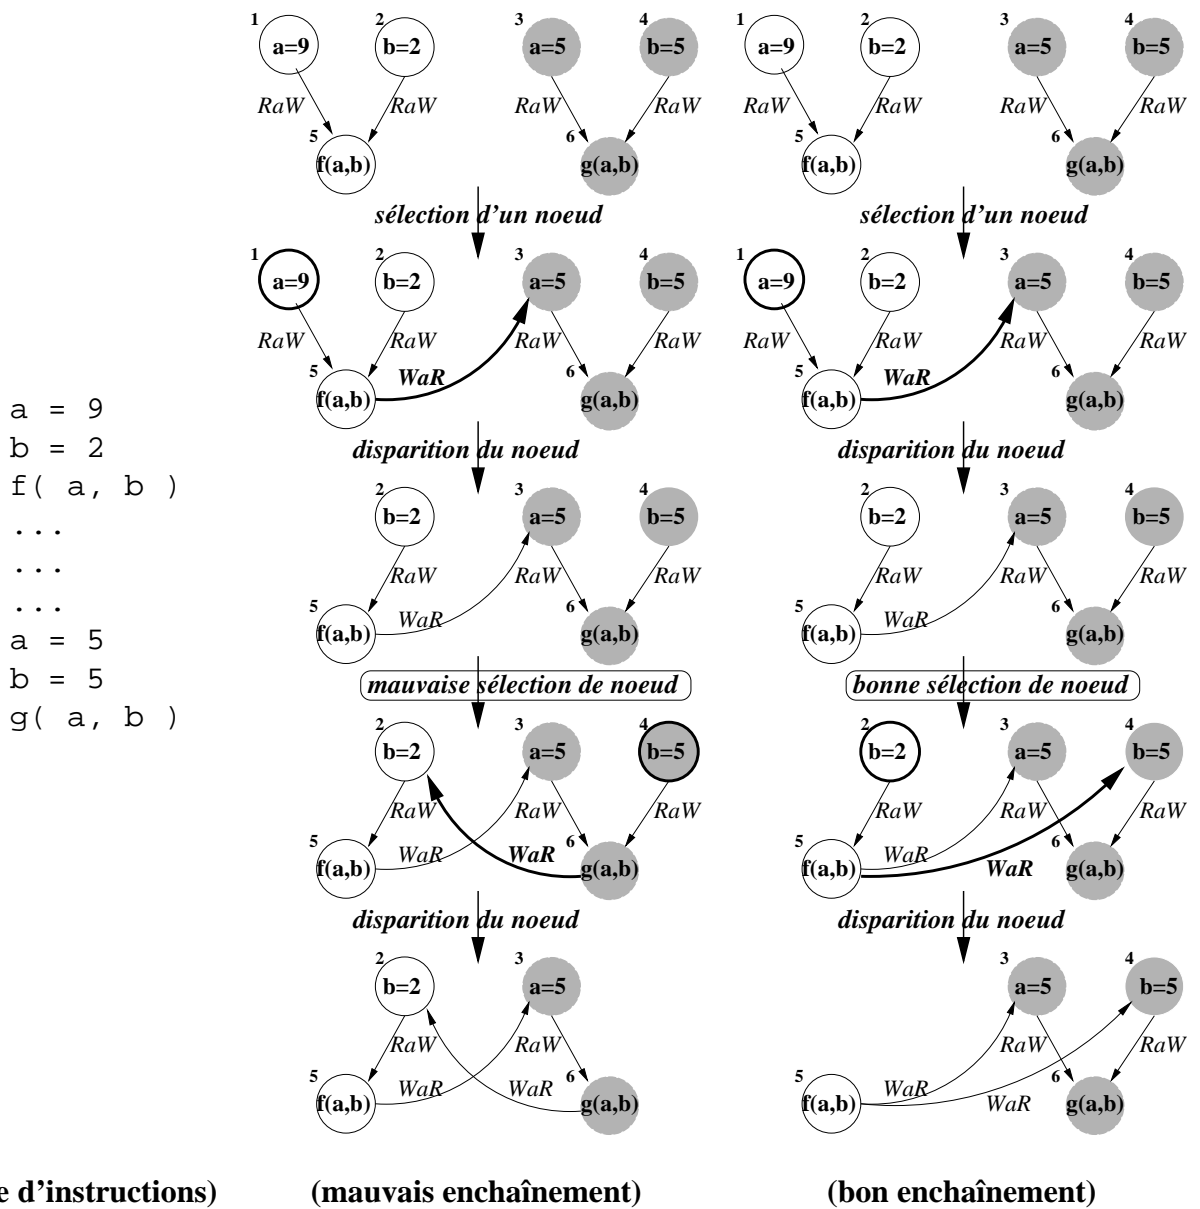 1 2 3 4 1 2 3 4
a=9 b=2 a=5 b=5 a=9 b=2 a=5 b=5
RaW RaW RaW RaW RaW RaW RaW RaW
5 6 5 6
f(a,b) g(a,b) f(a,b) g(a,b)
sélection d'un noeud sélection d'un noeud
1 2 3 4 1 2 3 4
a=9 b=2 a=5 b=5 a=9 b=2 a=5 b=5
RaW RaW RaW RaW RaW RaW RaW RaW
5 WaR 6 5 WaR 6
f(a,b) g(a,b) f(a,b) g(a,b)
a = 9
b = 2
f( a, b )
...
...
...
a = 5
b = 5
g( a, b )
disparition du noeud disparition du noeud
2 3 4 2 3 4
b=2 a=5 b=5 b=2 a=5 b=5
RaW RaW RaW RaW RaW RaW
5 WaR 6 5 WaR 6
f(a,b) g(a,b) f(a,b) g(a,b)
mauvaise sélection de noeud bonne sélection de noeud
2 3 4 2 3 4
b=2 a=5 b=5 b=2 a=5 b=5
RaW RaW RaW RaW RaW RaW
5 WaR WaR 6 5 WaR WaR 6
f(a,b) g(a,b) f(a,b) g(a,b)
disparition du noeud disparition du noeud
2 3 3 4
b=2 a=5 a=5 b=5
RaW RaW RaW RaW
5 WaR WaR 6 5 WaR WaR 6
f(a,b) g(a,b) f(a,b) g(a,b)
e d'instructions) (mauvais enchaînement) (bon enchaînement)